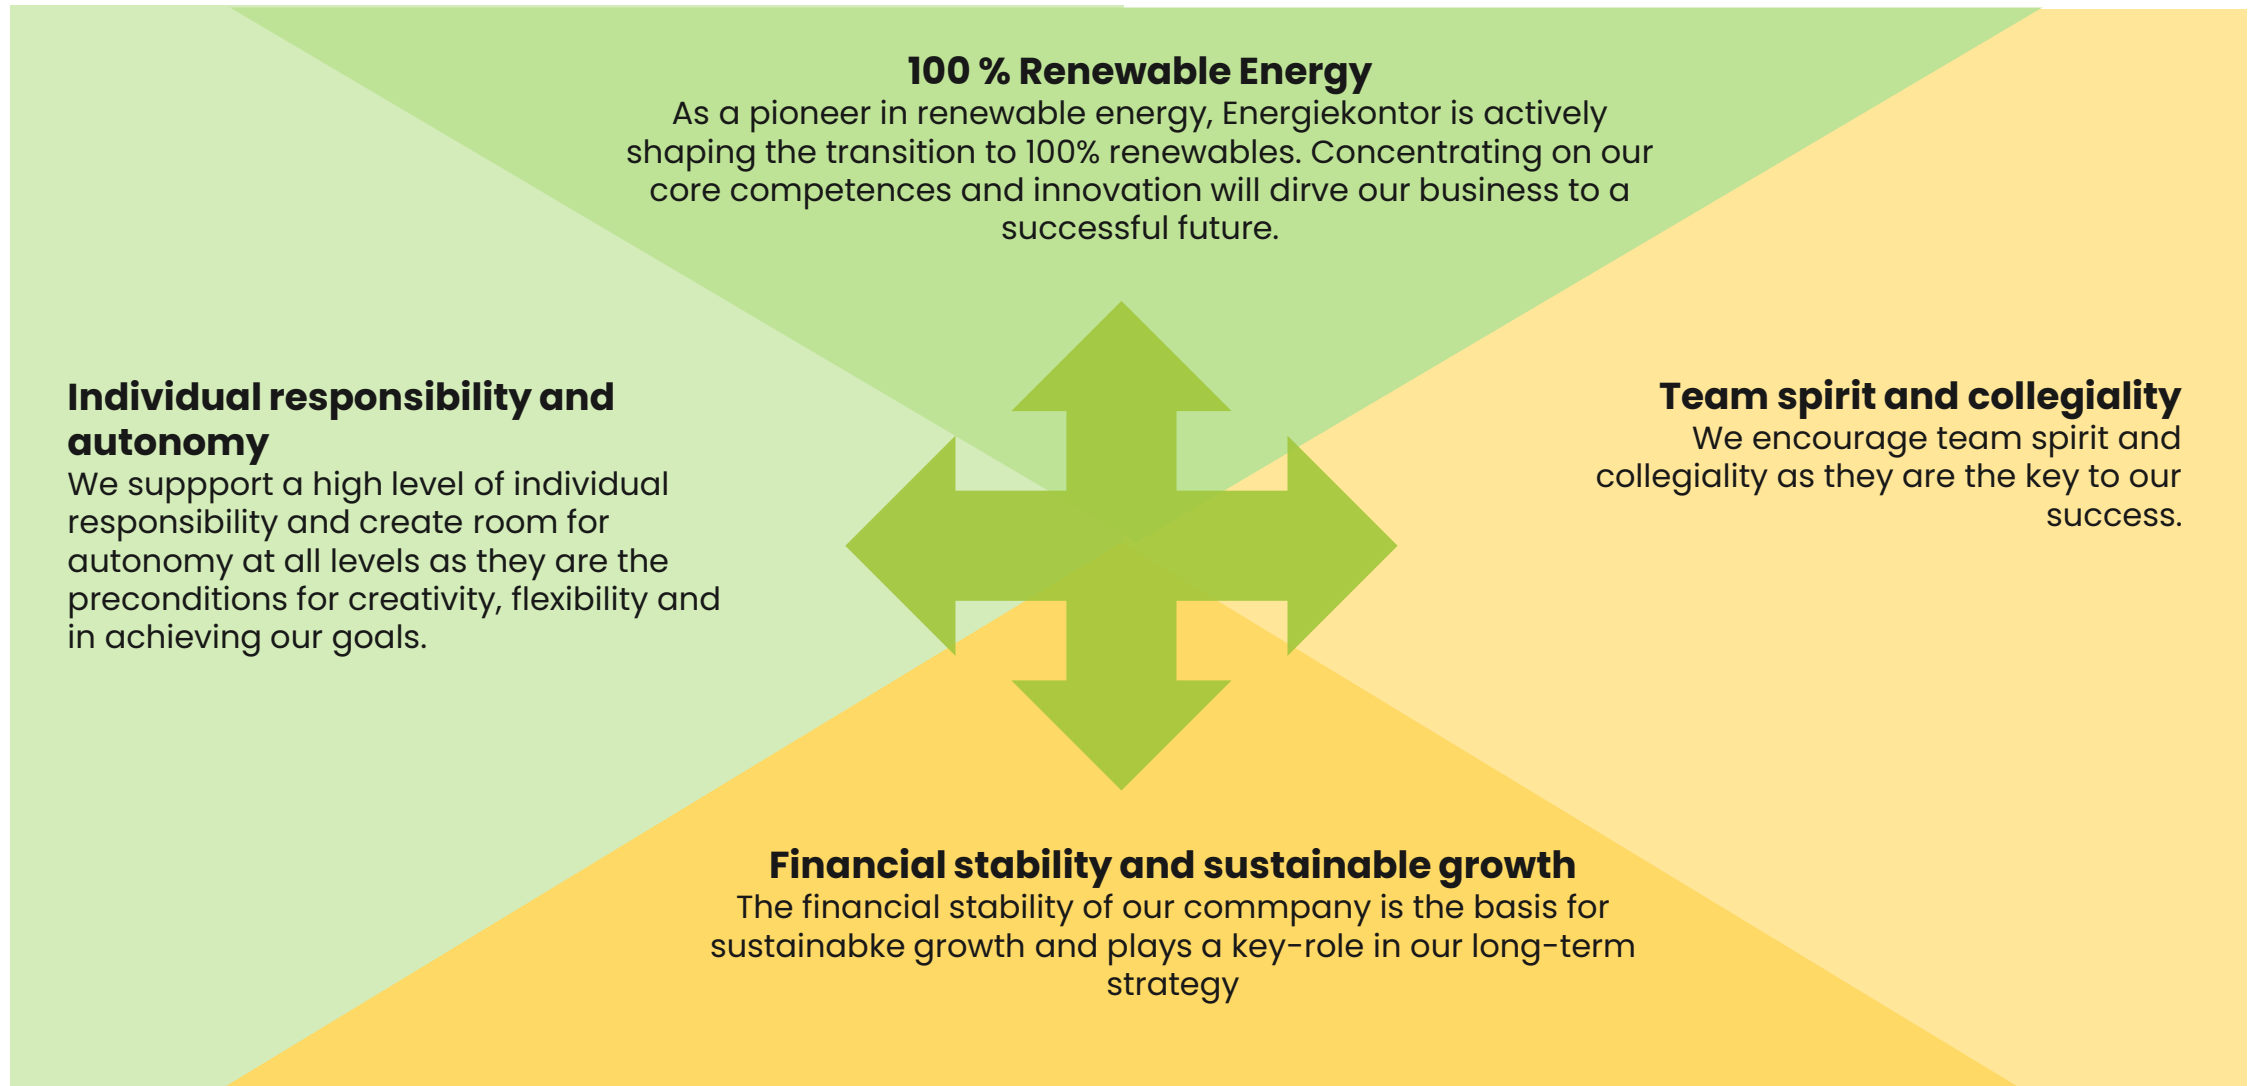 100 % Renewable Energy
As a pioneer in renewable energy, Energiekontor is actively
shaping the transition to 100% renewables. Concentrating on our
core competences and innovation will dirve our business to a
successful future.
Individual responsibility and
autonomy
We suppport a high level of individual
responsibility and create room for
autonomy at all levels as they are the
preconditions for creativity, flexibility and
in achieving our goals.
Team spirit and collegiality
We encourage team spirit and
collegiality as they are the key to our
success.
Financial stability and sustainable growth
The financial stability of our commpany is the basis for
sustainabke growth and plays a key-role in our long-term
strategy